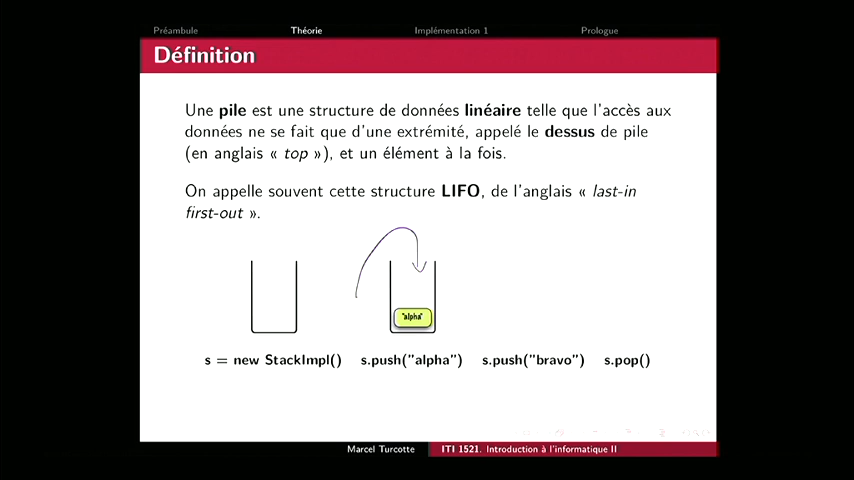 Préambule Théorie Implémentation 1 Prologue
Définition
Une pile est une structure de données linéaire telle que l'accès aux
données ne se fait que d'une extrémité, appelé le dessus de pile
(en anglais « top »), et un élément à la fois.
On appelle souvent cette structure LIFO, de l'anglais « last-in
first-out ».
"alpha"
s = new StackImpl() s.push("alpha") s.push("bravo") s.pop()
Marcel Turcotte ITI 1521. Introduction à l'informatique II